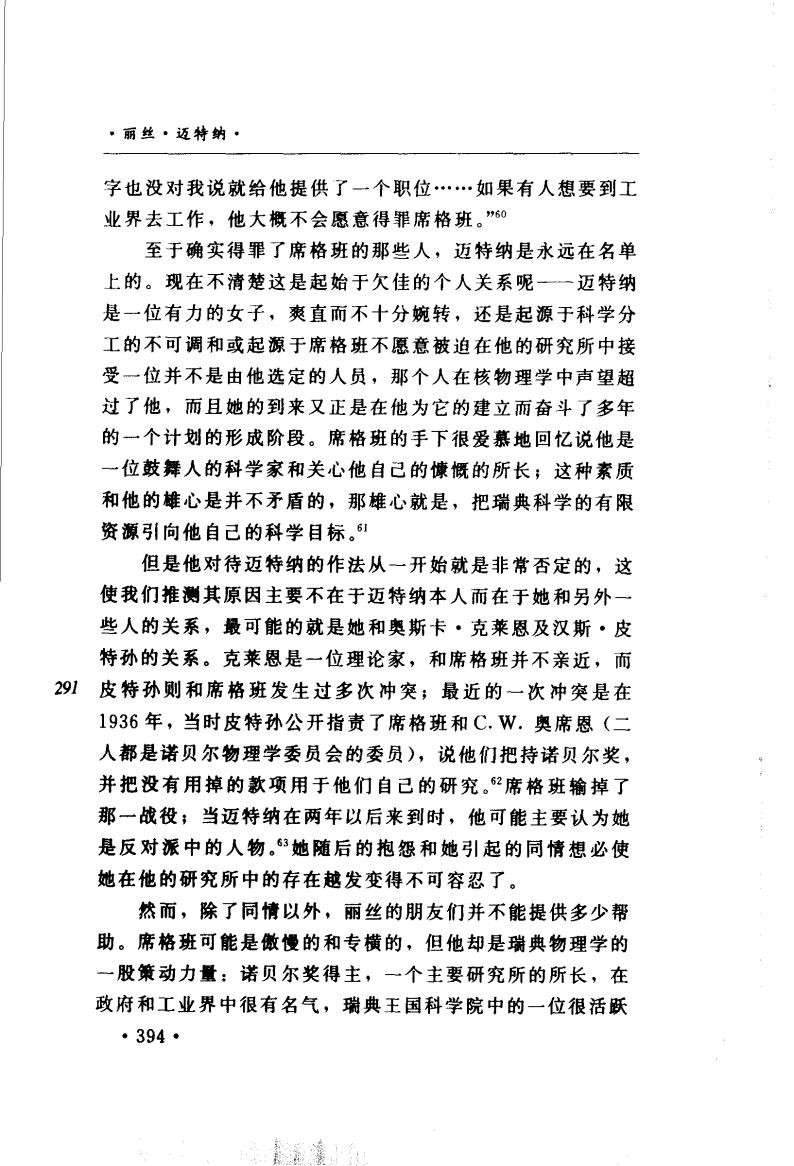 ·丽丝·迈特纳·
字也没对我说就给他提供了一个职位……如果有人想要到工
业界去工作，他大概不会愿意得罪席格班。”60
至于确实得罪了席格班的那些人，迈特纳是永远在名单
上的。现在不清楚这是起始于欠佳的个人关系呢——迈特纳
是一位有力的女子，爽直而不十分婉转，还是起源于科学分
工的不可调和或起源于席格班不愿意被迫在他的研究所中接
受一位并不是由他选定的人员，那个人在核物理学中声望超
过了他，而且她的到来又正是在他为它的建立而奋斗了多年
的一个计划的形成阶段。席格班的手下很爱慕地回忆说他是
一位鼓舞人的科学家和关心他自己的慷慨的所长；这种素质
和他的雄心是并不矛盾的，那雄心就是，把瑞典科学的有限
资源引向他自己的科学目标。61
但是他对待迈特纳的作法从一开始就是非常否定的，这
使我们推测其原因主要不在于迈特纳本人而在于她和另外一
些人的关系，最可能的就是她和奥斯卡·克莱恩及汉斯·皮
特孙的关系。克莱恩是一位理论家，和席格班并不亲近，而
291 皮特孙则和席格班发生过多次冲突；最近的一次冲突是在
1936年，当时皮特孙公开指责了席格班和C.W.奥席恩（二
人都是诺贝尔物理学委员会的委员），说他们把持诺贝尔奖，
并把没有用掉的款项用于他们自己的研究。62席格班输掉了
那一战役；当迈特纳在两年以后来到时，他可能主要认为她
是反对派中的人物。63她随后的抱怨和她引起的同情想必使
她在他的研究所中的存在越发变得不可容忍了。
然而，除了同情以外，丽丝的朋友们并不能提供多少帮
助。席格班可能是傲慢的和专横的，但他却是瑞典物理学的
一股策动力量：诺贝尔奖得主，一个主要研究所的所长，在
政府和工业界中很有名气，瑞典王国科学院中的一位很活跃
·394·